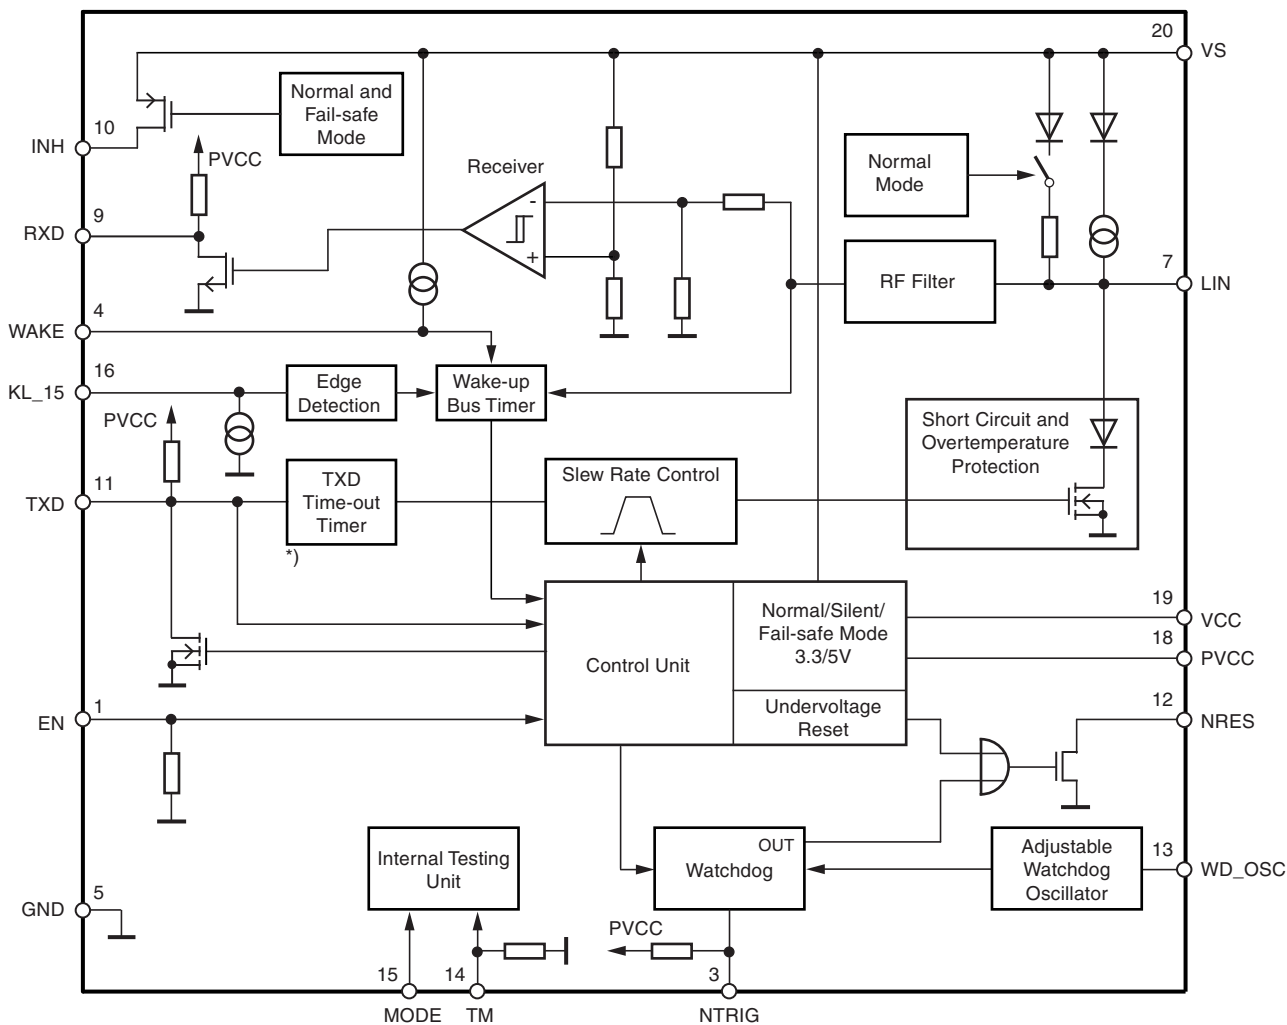 20
VS
Normal and
Fail-safe
Mode
10
INH
PVCC
Receiver
Normal
Mode
-
+
9
RXD
RF Filter
7
LIN
4
WAKE
16
KL_15
Edge
Detection
Wake-up
Bus Timer
PVCC
Short Circuit and
Overtemperature
Protection
11
TXD
TXD
Time-out
Timer
*)
Slew Rate Control
Control Unit
Normal/Silent/
Fail-safe Mode
3.3/5V
19
VCC
18
PVCC
Undervoltage
Reset
12
NRES
1
EN
Internal Testing
Unit
OUT
Watchdog
Adjustable
Watchdog
Oscillator
13
WD_OSC
5
GND
PVCC
15
14
3
MODE
TM
NTRIG